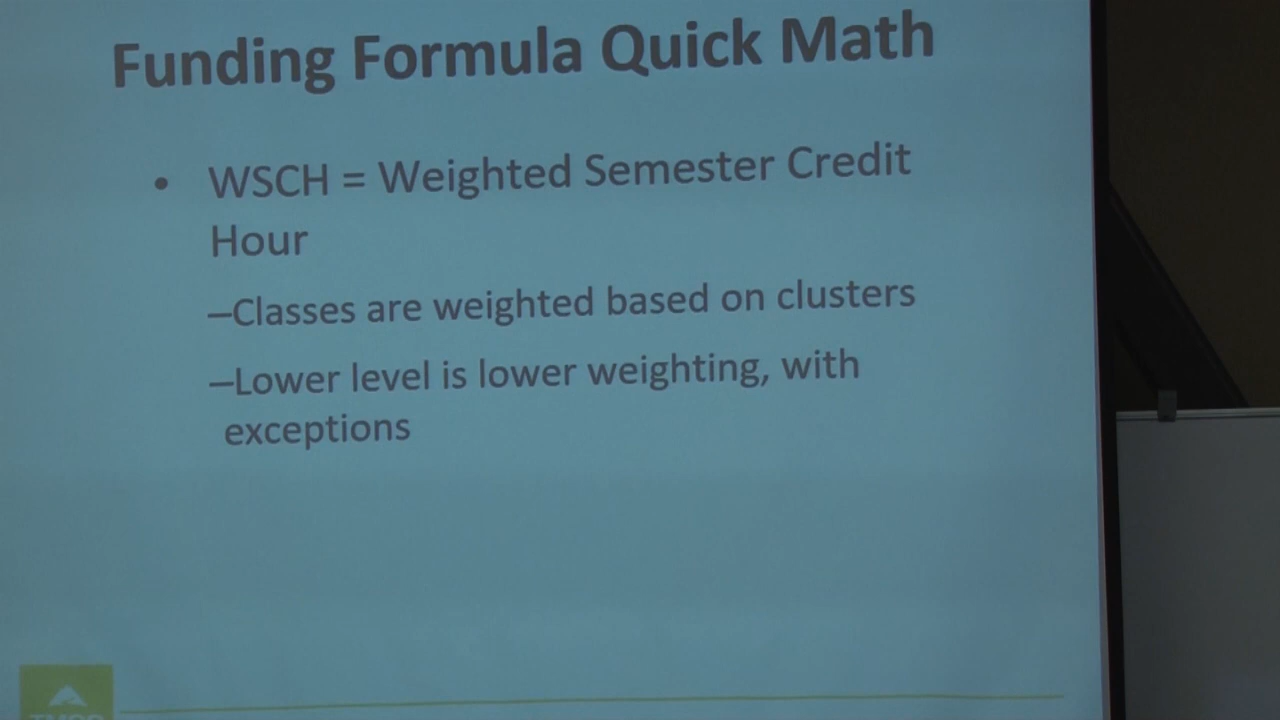 Funding Formula Quick Math
• WSCH = Weighted Semester Credit
Hour
–Classes are weighted based on clusters
–Lower level is lower weighting, with
exceptions